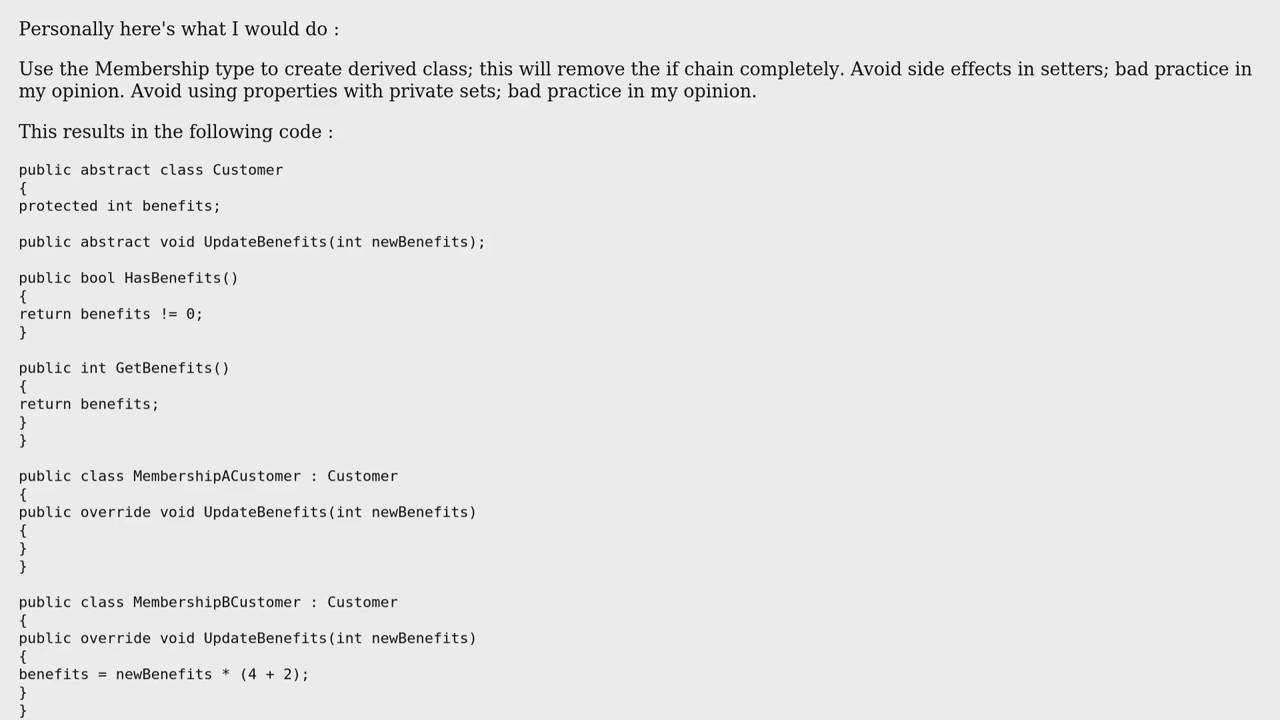 Personally here's what I would do :
Use the Membership type to create derived class; this will remove the if chain completely. Avoid side effects in setters; bad practice in
my opinion. Avoid using properties with private sets; bad practice in my opinion.
This results in the following code :
public abstract class Customer
{
protected int benefits;
public abstract void UpdateBenefits(int newBenefits);
public bool HasBenefits()
{
return benefits != 0;
}
public int GetBenefits()
{
return benefits;
}
}
public class MembershipACustomer : Customer
{
public override void UpdateBenefits(int newBenefits)
{
}
}
public class MembershipBCustomer : Customer
{
public override void UpdateBenefits(int newBenefits)
{
benefits = newBenefits * (4 + 2);
}
}